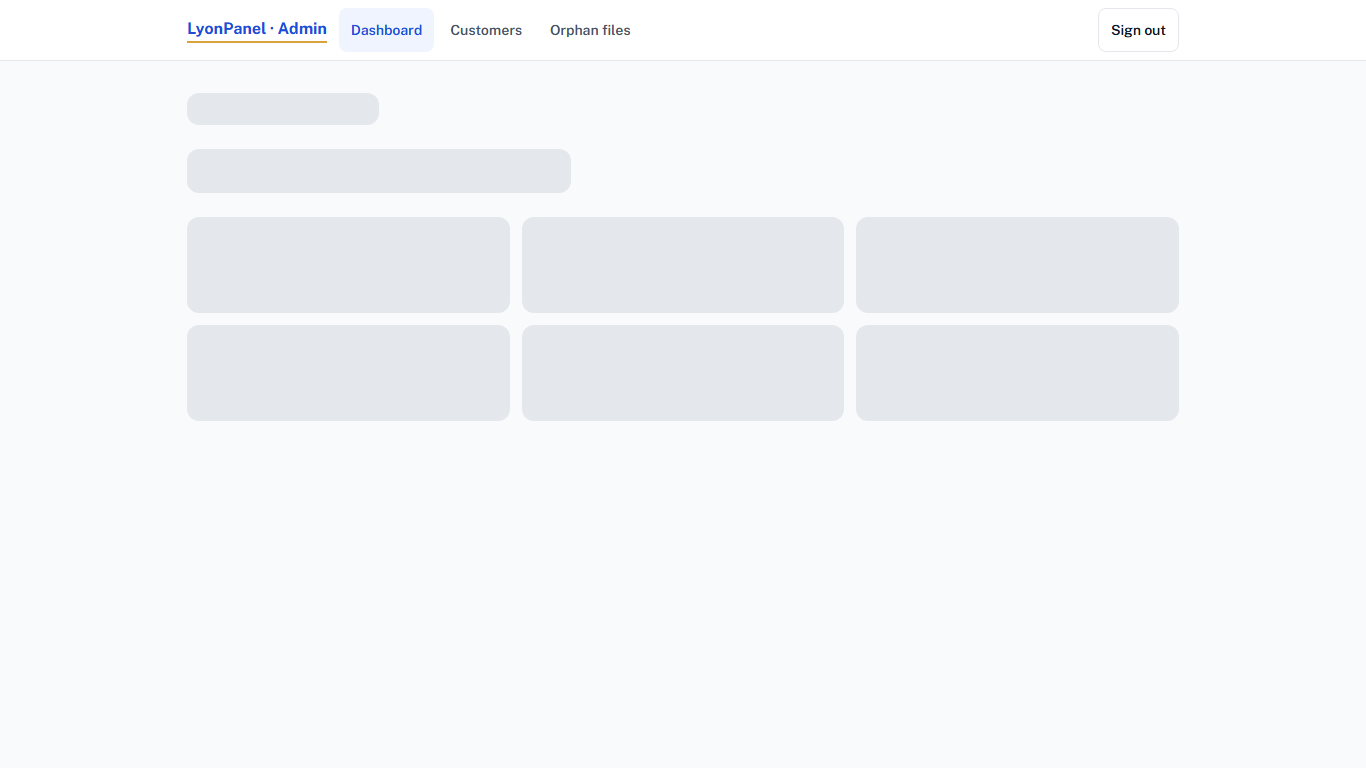 LyonPanel · Admin
Dashboard
Customers
Orphan files
Sign out